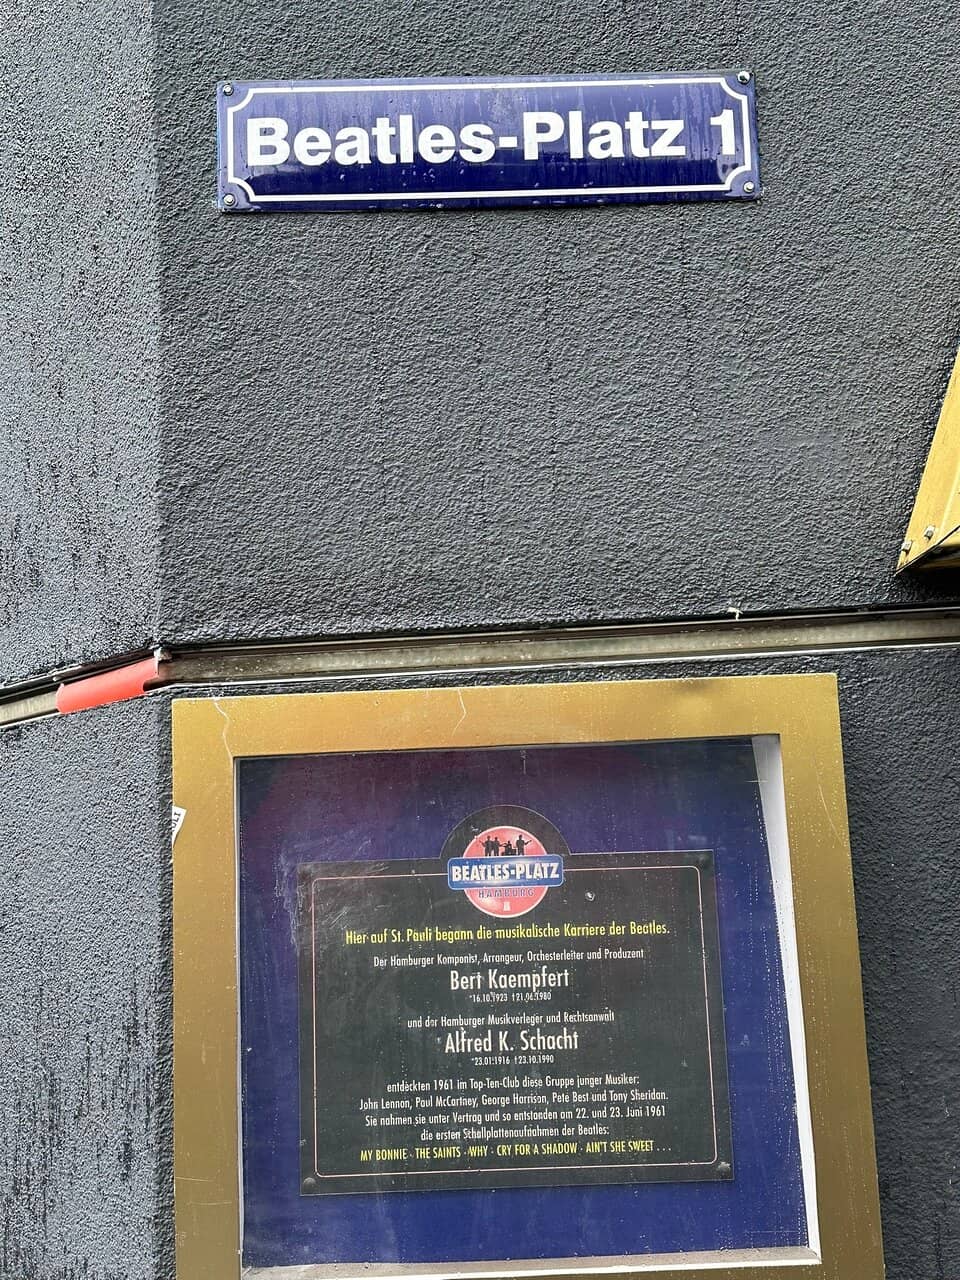 Beatles-Platz 1
BEATLES-PLATZ
HAMBURG
Hier auf St. Pauli begann die musikalische Karriere der Beatles.
Der Hamburger Komponist, Arrangeur, Orchesterleiter und Produzent
Bert Kaempfert
*16.10.1923 †21.06.1980
und der Hamburger Musikverleger und Rechtsanwalt
Alfred K. Schacht
*23.01.1916 †23.10.1990
entdeckten 1961 im Top-Ten-Club diese Gruppe junger Musiker:
John Lennon, Paul McCartney, George Harrison, Pete Best und Tony Sheridan.
Sie nahmen sie unter Vertrag und so entstanden am 22. und 23. Juni 1961
die ersten Schallplattenaufnahmen der Beatles:
MY BONNIE · THE SAINTS · WHY · CRY FOR A SHADOW · AIN'T SHE SWEET . . .